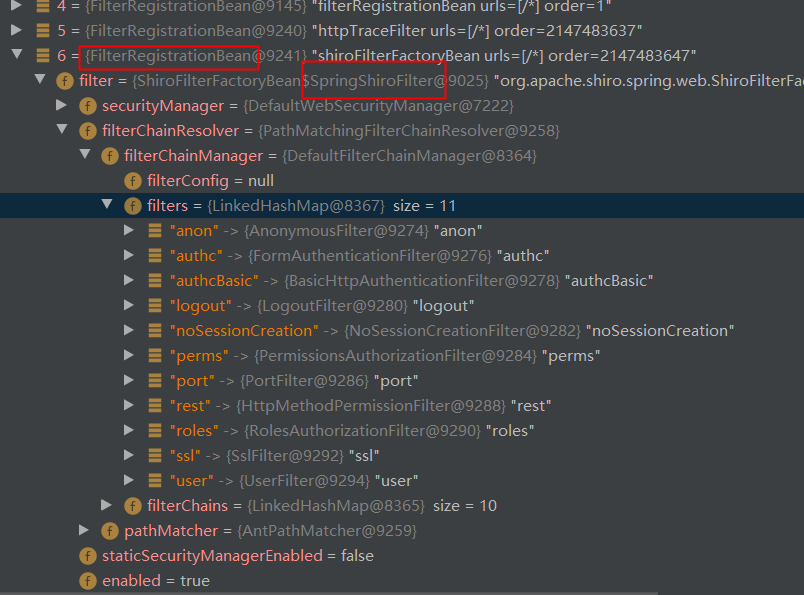 4 = {FilterRegistrationBean@9145} "filterRegistrationBean urls=[/*] order=1"
5 = {FilterRegistrationBean@9240} "httpTraceFilter urls=[/*] order=2147483637"
6 = {FilterRegistrationBean@9241} "shiroFilterFactoryBean urls=[/*] order=2147483647"
f filter = {ShiroFilterFactoryBean$SpringShiroFilter@9025} "org.apache.shiro.spring.web.ShiroFilterFac
f securityManager = {DefaultWebSecurityManager@7222}
f filterChainResolver = {PathMatchingFilterChainResolver@9258}
f filterChainManager = {DefaultFilterChainManager@8364}
f filterConfig = null
f filters = {LinkedHashMap@8367} size = 11
"anon" -> {AnonymousFilter@9274} "anon"
"authc" -> {FormAuthenticationFilter@9276} "authc"
"authcBasic" -> {BasicHttpAuthenticationFilter@9278} "authcBasic"
"logout" -> {LogoutFilter@9280} "logout"
"noSessionCreation" -> {NoSessionCreationFilter@9282} "noSessionCreation"
"perms" -> {PermissionsAuthorizationFilter@9284} "perms"
"port" -> {PortFilter@9286} "port"
"rest" -> {HttpMethodPermissionFilter@9288} "rest"
"roles" -> {RolesAuthorizationFilter@9290} "roles"
"ssl" -> {SslFilter@9292} "ssl"
"user" -> {UserFilter@9294} "user"
f filterChains = {LinkedHashMap@8365} size = 10
f pathMatcher = {AntPathMatcher@9259}
f staticSecurityManagerEnabled = false
f enabled = true